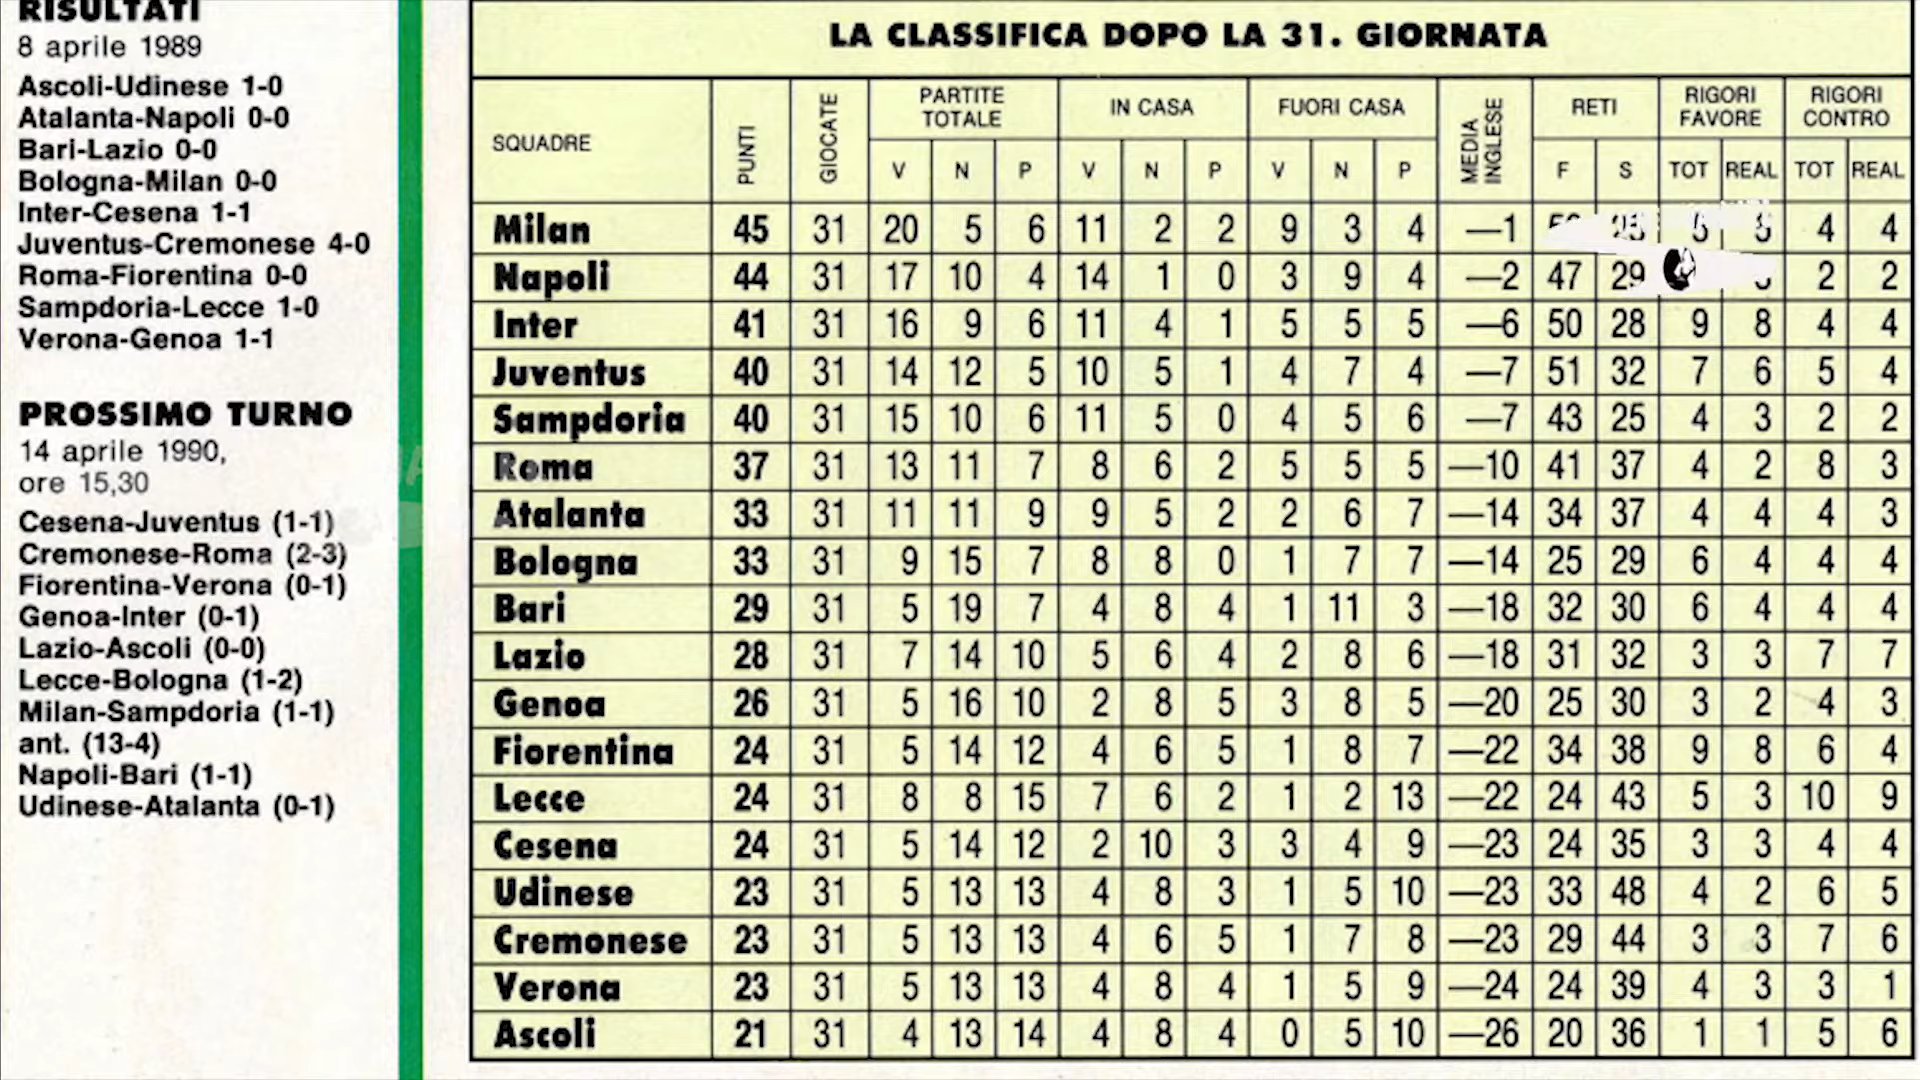 RISULTATI
8 aprile 1989
Ascoli-Udinese 1-0
Atalanta-Napoli 0-0
Bari-Lazio 0-0
Bologna-Milan 0-0
Inter-Cesena 1-1
Juventus-Cremonese 4-0
Roma-Fiorentina 0-0
Sampdoria-Lecce 1-0
Verona-Genoa 1-1
PROSSIMO TURNO
14 aprile 1990,
ore 15,30
Cesena-Juventus (1-1)
Cremonese-Roma (2-3)
Fiorentina-Verona (0-1)
Genoa-Inter (0-1)
Lazio-Ascoli (0-0)
Lecce-Bologna (1-2)
Milan-Sampdoria (1-1)
ant. (13-4)
Napoli-Bari (1-1)
Udinese-Atalanta (0-1)
LA CLASSIFICA DOPO LA 31. GIORNATA
SQUADRE PUNTI GIOCATE PARTITE TOTALE IN CASA FUORI CASA MEDIA INGLESE RETI RIGORI FAVORE RIGORI CONTRO
V N P V N P V N P F S TOT REAL TOT REAL
Milan 45 31 20 5 6 11 2 2 9 3 4 —1 4 4
Napoli 44 31 17 10 4 14 1 0 3 9 4 —2 47 29 2 2
Inter 41 31 16 9 6 11 4 1 5 5 5 —6 50 28 9 8 4 4
Juventus 40 31 14 12 5 10 5 1 4 7 4 —7 51 32 7 6 5 4
Sampdoria 40 31 15 10 6 11 5 0 4 5 6 —7 43 25 4 3 2 2
Roma 37 31 13 11 7 8 6 2 5 5 5 —10 41 37 4 2 8 3
Atalanta 33 31 11 11 9 9 5 2 2 6 7 —14 34 37 4 4 4 3
Bologna 33 31 9 15 7 8 8 0 1 7 7 —14 25 29 6 4 4 4
Bari 29 31 5 19 7 4 8 4 1 11 3 —18 32 30 6 4 4 4
Lazio 28 31 7 14 10 5 6 4 2 8 6 —18 31 32 3 3 7 7
Genoa 26 31 5 16 10 2 8 5 3 8 5 —20 25 30 3 2 4 3
Fiorentina 24 31 5 14 12 4 6 5 1 8 7 —22 34 38 9 8 6 4
Lecce 24 31 8 8 15 7 6 2 1 2 13 —22 24 43 5 3 10 9
Cesena 24 31 5 14 12 2 10 3 3 4 9 —23 24 35 3 3 4 4
Udinese 23 31 5 13 13 4 8 3 1 5 10 —23 33 48 4 2 6 5
Cremonese 23 31 5 13 13 4 6 5 1 7 8 —23 29 44 3 3 7 6
Verona 23 31 5 13 13 4 8 4 1 5 9 —24 24 39 4 3 3 1
Ascoli 21 31 4 13 14 4 8 4 0 5 10 —26 20 36 1 1 5 6